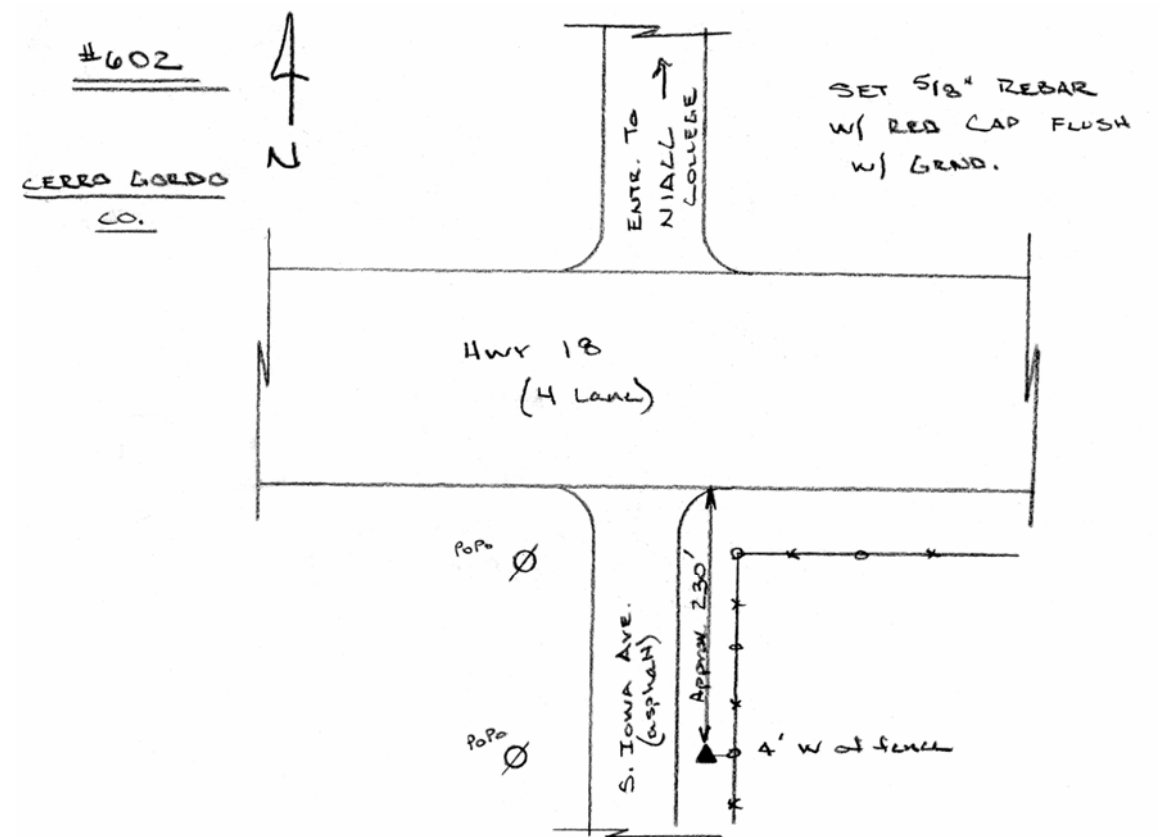 #602
N
CERRO GORDO
CO.
ENTR. TO
NIALL
COLLEGE
SET 5/8" REBAR
W/ RED CAP FLUSH
W/ GRND.
HWY 18
(4 Lane)
POPO
POPO
S. IOWA AVE.
(asphalt)
Approx. 230'
4' W of fence